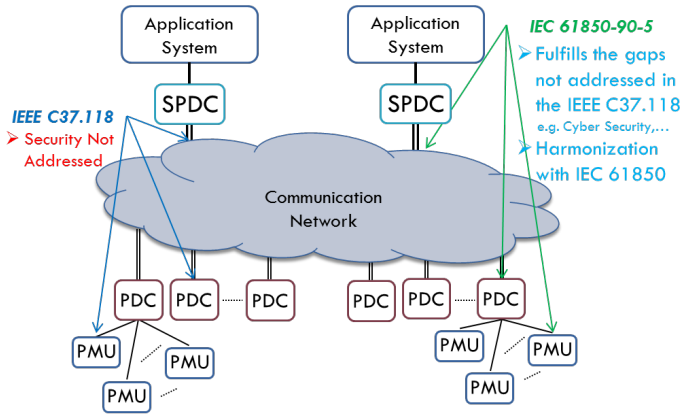 Application
System
Application
System
IEC 61850-90-5
Fulfills the gaps
not addressed in
the IEEE C37.118
e.g. Cyber Security,...
Harmonization
with IEC 61850
SPDC
SPDC
IEEE C37.118
Security Not
Addressed
Communication
Network
PDC
PDC
PDC
PDC
PDC
PDC
PMU
PMU
PMU
PMU
PMU
PMU